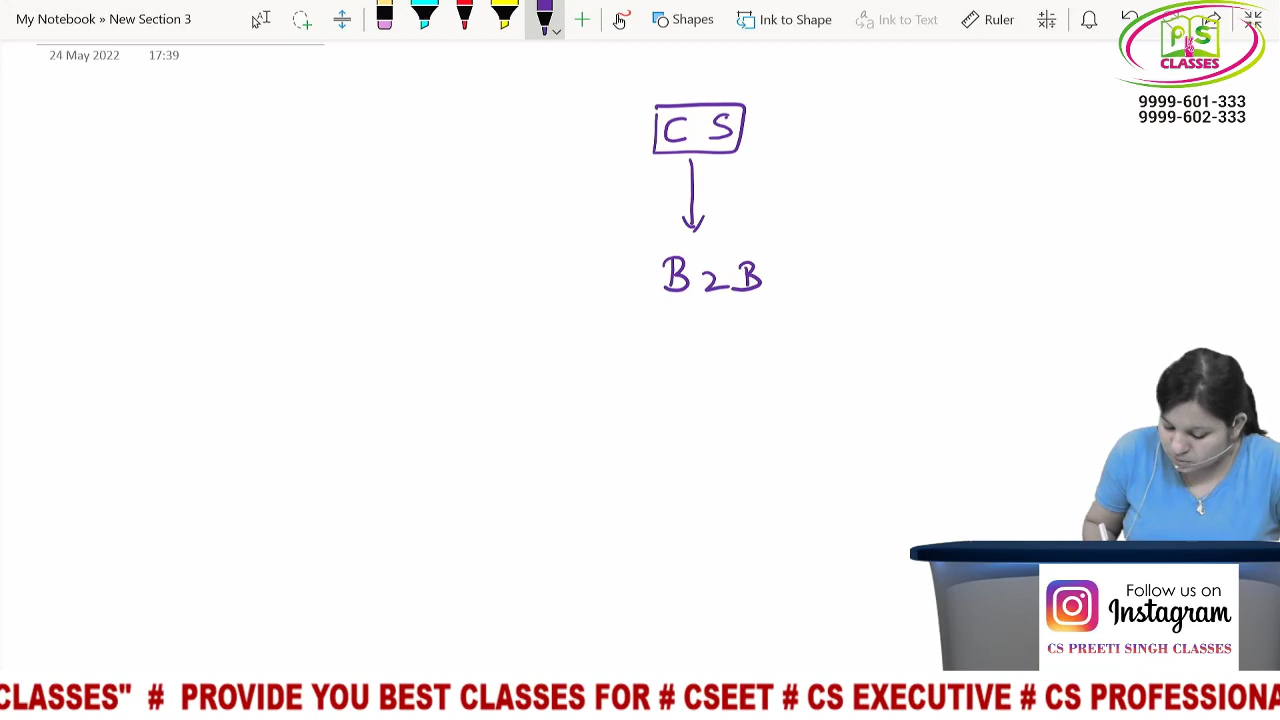 My Notebook » New Section 3
Shapes
Ink to Shape
Ink to Text
Ruler
PS
CLASSES
24 May 2022 17:39
9999-601-333
9999-602-333
C S
B2B
Follow us on
Instagram
CS PREETI SINGH CLASSES
CLASSES" # PROVIDE YOU BEST CLASSES FOR # CSEET # CS EXECUTIVE # CS PROFESSIONA